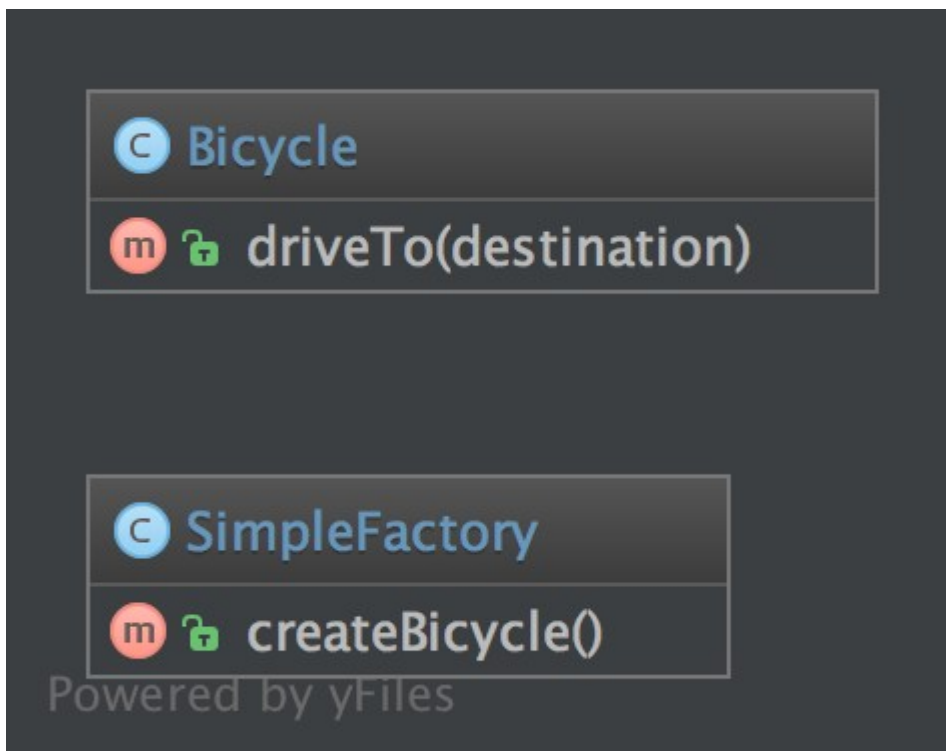 C Bicycle
m driveTo(destination)
C SimpleFactory
m createBicycle()
Powered by yFiles